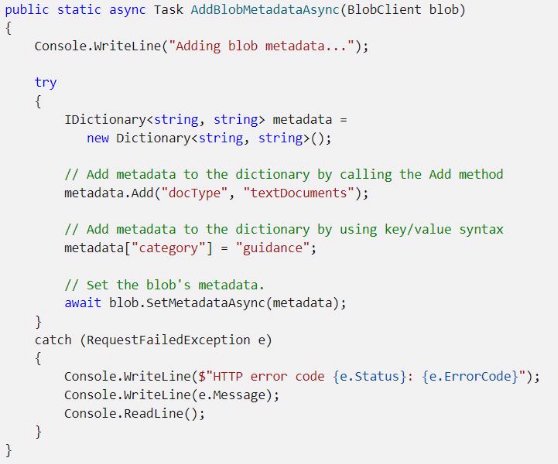 public static async Task AddBlobMetadataAsync(BlobClient blob)
{
    Console.WriteLine("Adding blob metadata...");

    try
    {
        IDictionary<string, string> metadata =
           new Dictionary<string, string>();

        // Add metadata to the dictionary by calling the Add method
        metadata.Add("docType", "textDocuments");

        // Add metadata to the dictionary by using key/value syntax
        metadata["category"] = "guidance";

        // Set the blob's metadata.
        await blob.SetMetadataAsync(metadata);
    }
    catch (RequestFailedException e)
    {
        Console.WriteLine($"HTTP error code {e.Status}: {e.ErrorCode}");
        Console.WriteLine(e.Message);
        Console.ReadLine();
    }
}